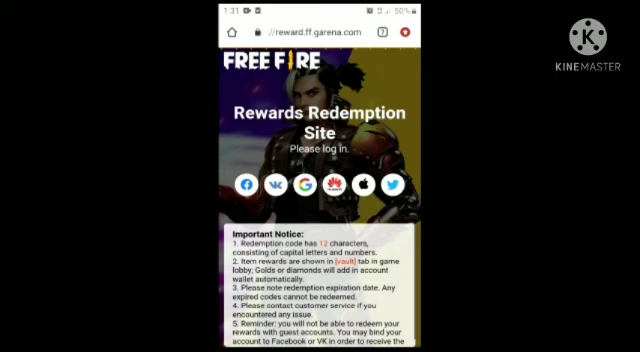 1:31
50%
//reward.ff.garena.com
FREE FIRE
Rewards Redemption
Site
Please log in.
HUAWEI
Important Notice:
1. Redemption code has 12 characters,
consisting of capital letters and numbers.
2. Item rewards are shown in [vault] tab in game
lobby; Golds or diamonds will add in account
wallet automatically.
3. Please note redemption expiration date. Any
expired codes cannot be redeemed.
4. Please contact customer service if you
encountered any issue.
5. Reminder: you will not be able to redeem your
rewards with guest accounts. You may bind your
account to Facebook or VK in order to receive the
K
KINEMASTER